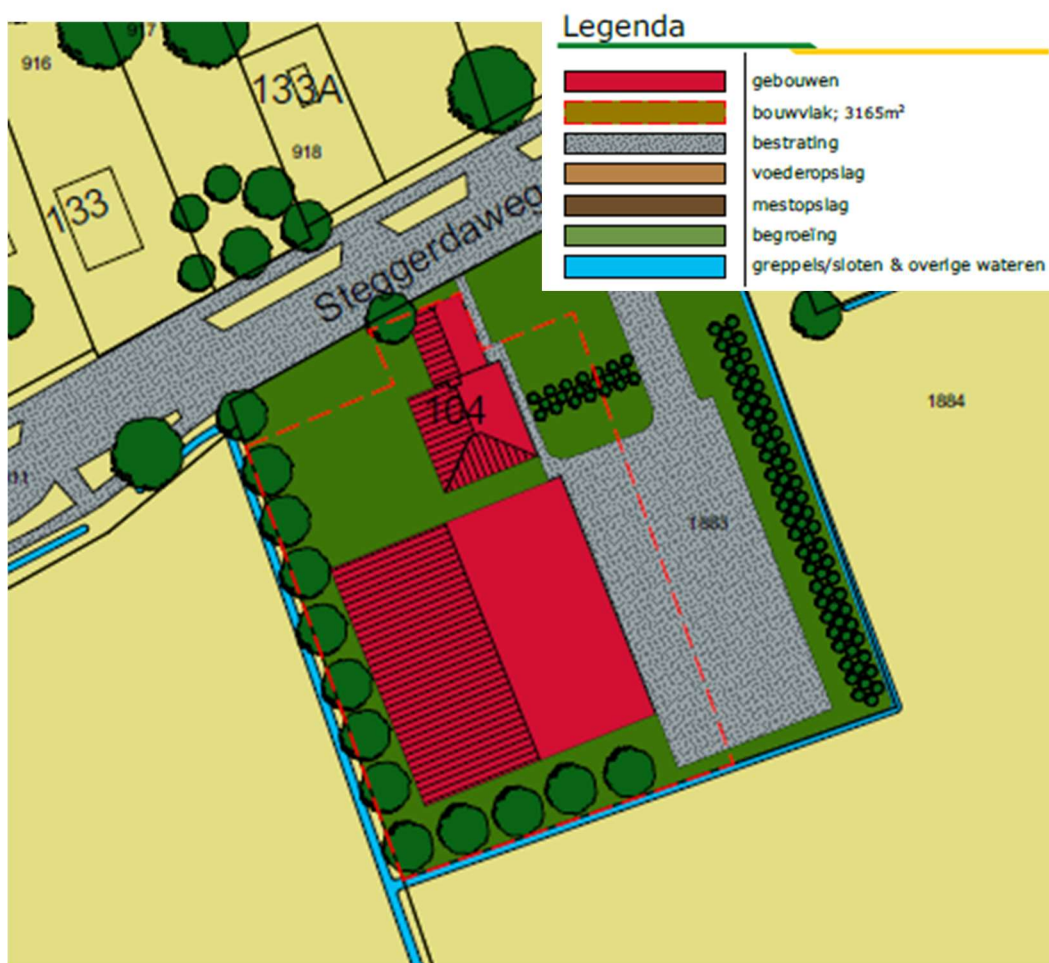 Legenda
gebouwen
bouwvlak; 3165m²
bestrating
voederopslag
mestopslag
begroeïng
greppels/sloten & overige wateren
916
917
133A
918
133
Steggerdaweg
104
1883
1884